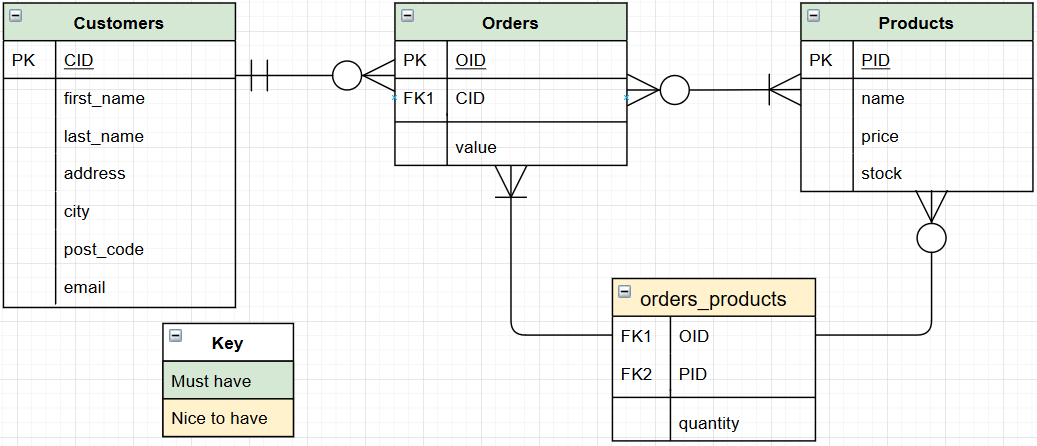 Customers
PK CID
first_name
last_name
address
city
post_code
email
Orders
PK OID
FK1 CID
value
Products
PK PID
name
price
stock
Key
Must have
Nice to have
orders_products
FK1 OID
FK2 PID
quantity